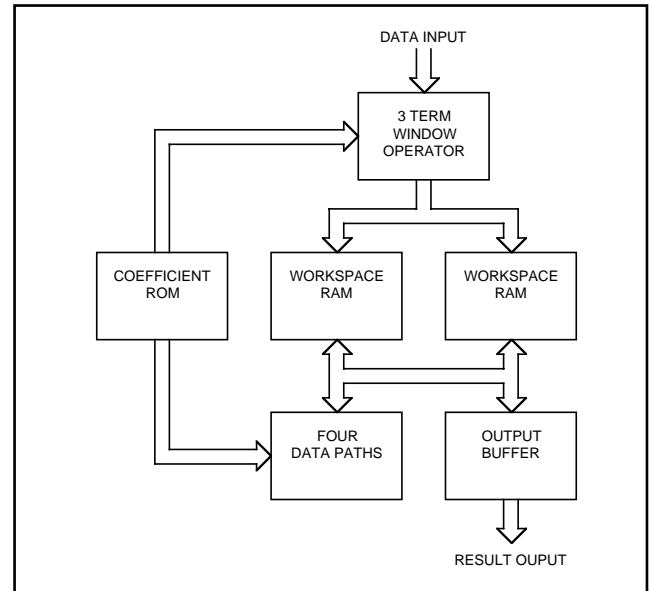 DATA INPUT
3 TERM
WINDOW
OPERATOR
COEFFICIENT
ROM
WORKSPACE
RAM
WORKSPACE
RAM
FOUR
DATA PATHS
OUTPUT
BUFFER
RESULT OUPUT